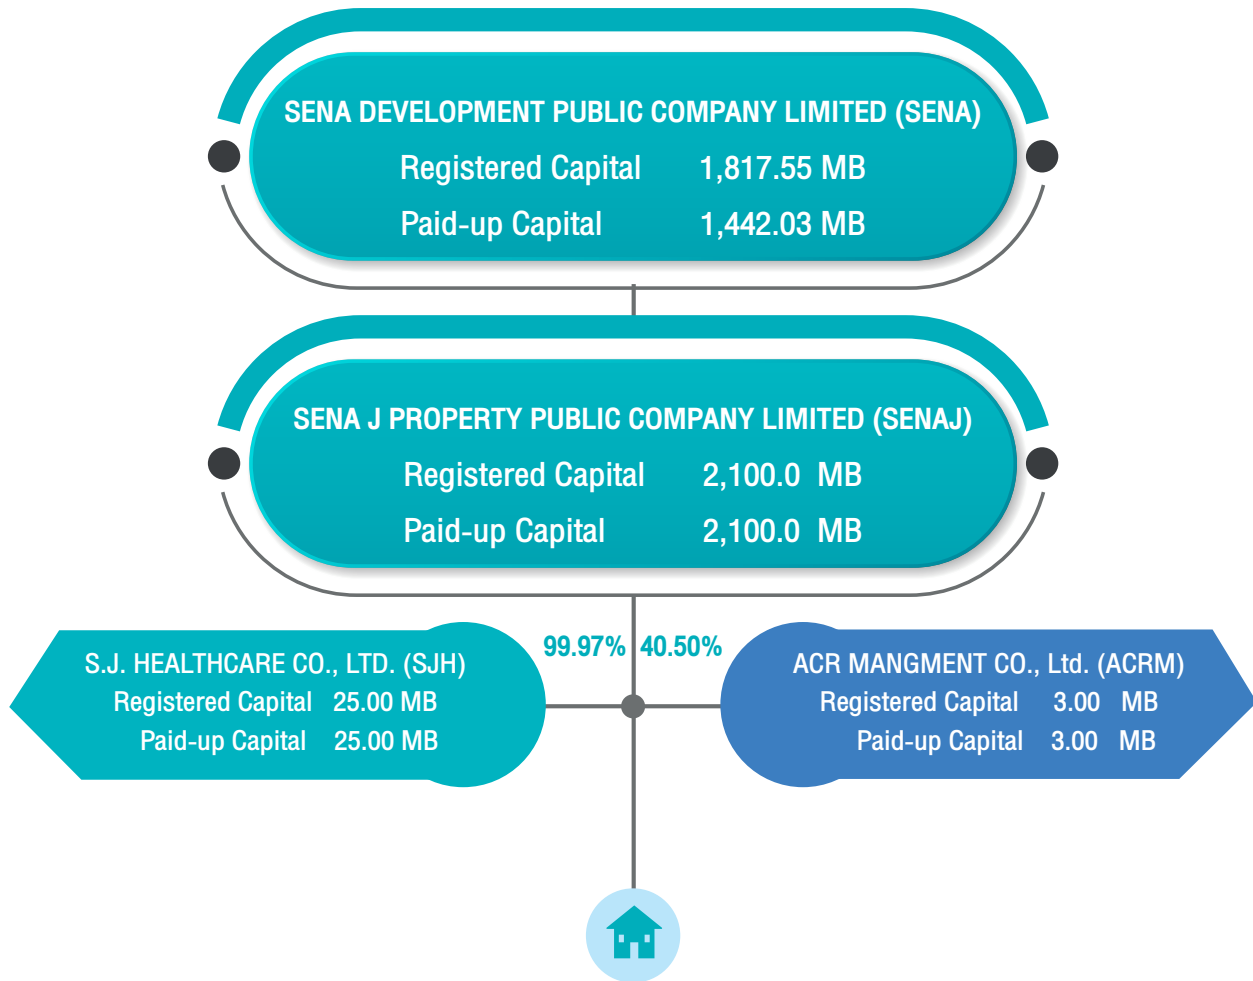 SENA DEVELOPMENT PUBLIC COMPANY LIMITED (SENA)
Registered Capital 1,817.55 MB
Paid-up Capital 1,442.03 MB
SENA J PROPERTY PUBLIC COMPANY LIMITED (SENAJ)
Registered Capital 2,100.0 MB
Paid-up Capital 2,100.0 MB
99.97% 40.50%
S.J. HEALTHCARE CO., LTD. (SJH)
Registered Capital 25.00 MB
Paid-up Capital 25.00 MB
ACR MANGMENT CO., Ltd. (ACRM)
Registered Capital 3.00 MB
Paid-up Capital 3.00 MB